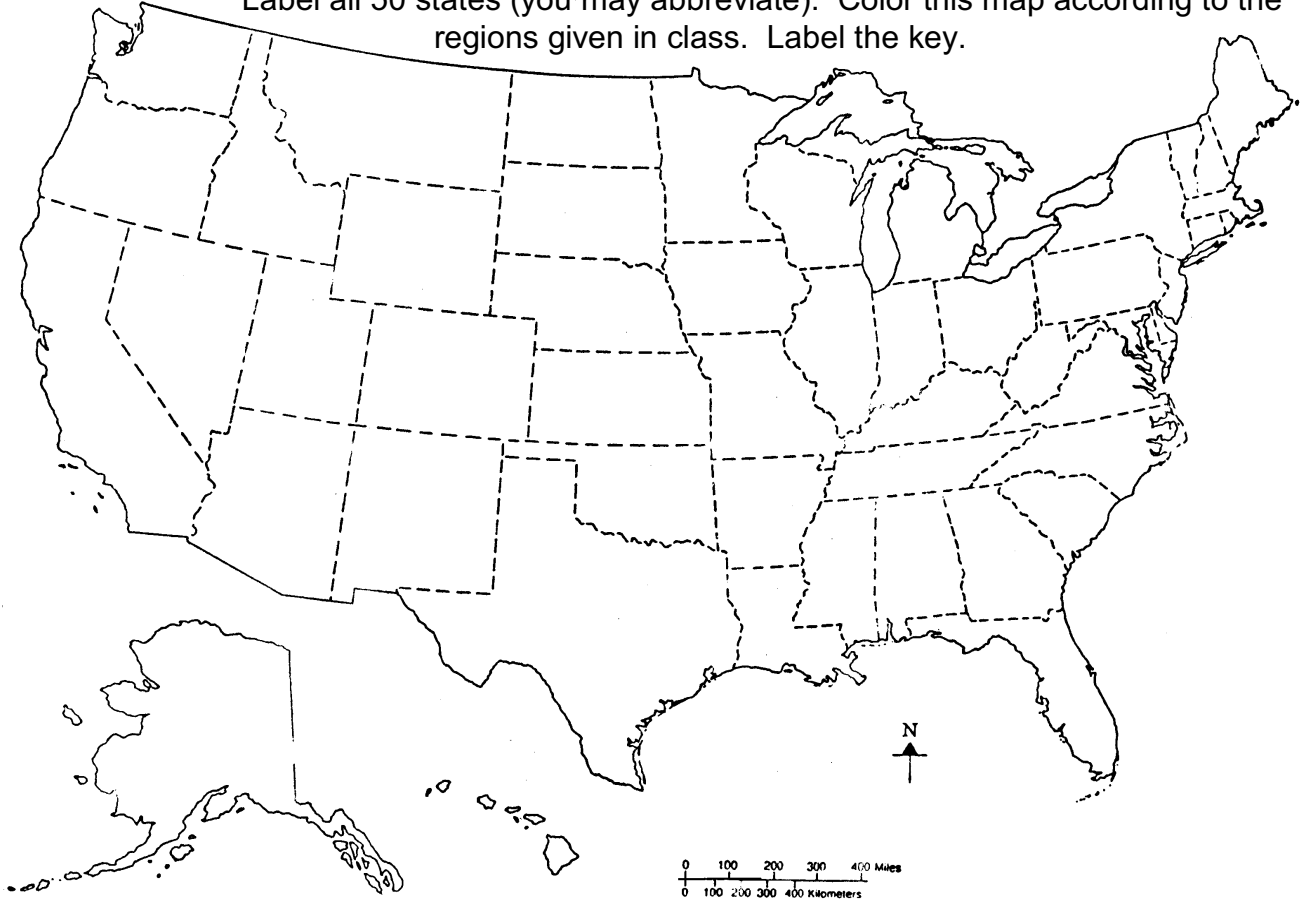 Label all 50 states (you may abbreviate). Color this map according to the
regions given in class. Label the key.
N
0 100 200 300 400 Miles
0 100 200 300 400 Kilometers